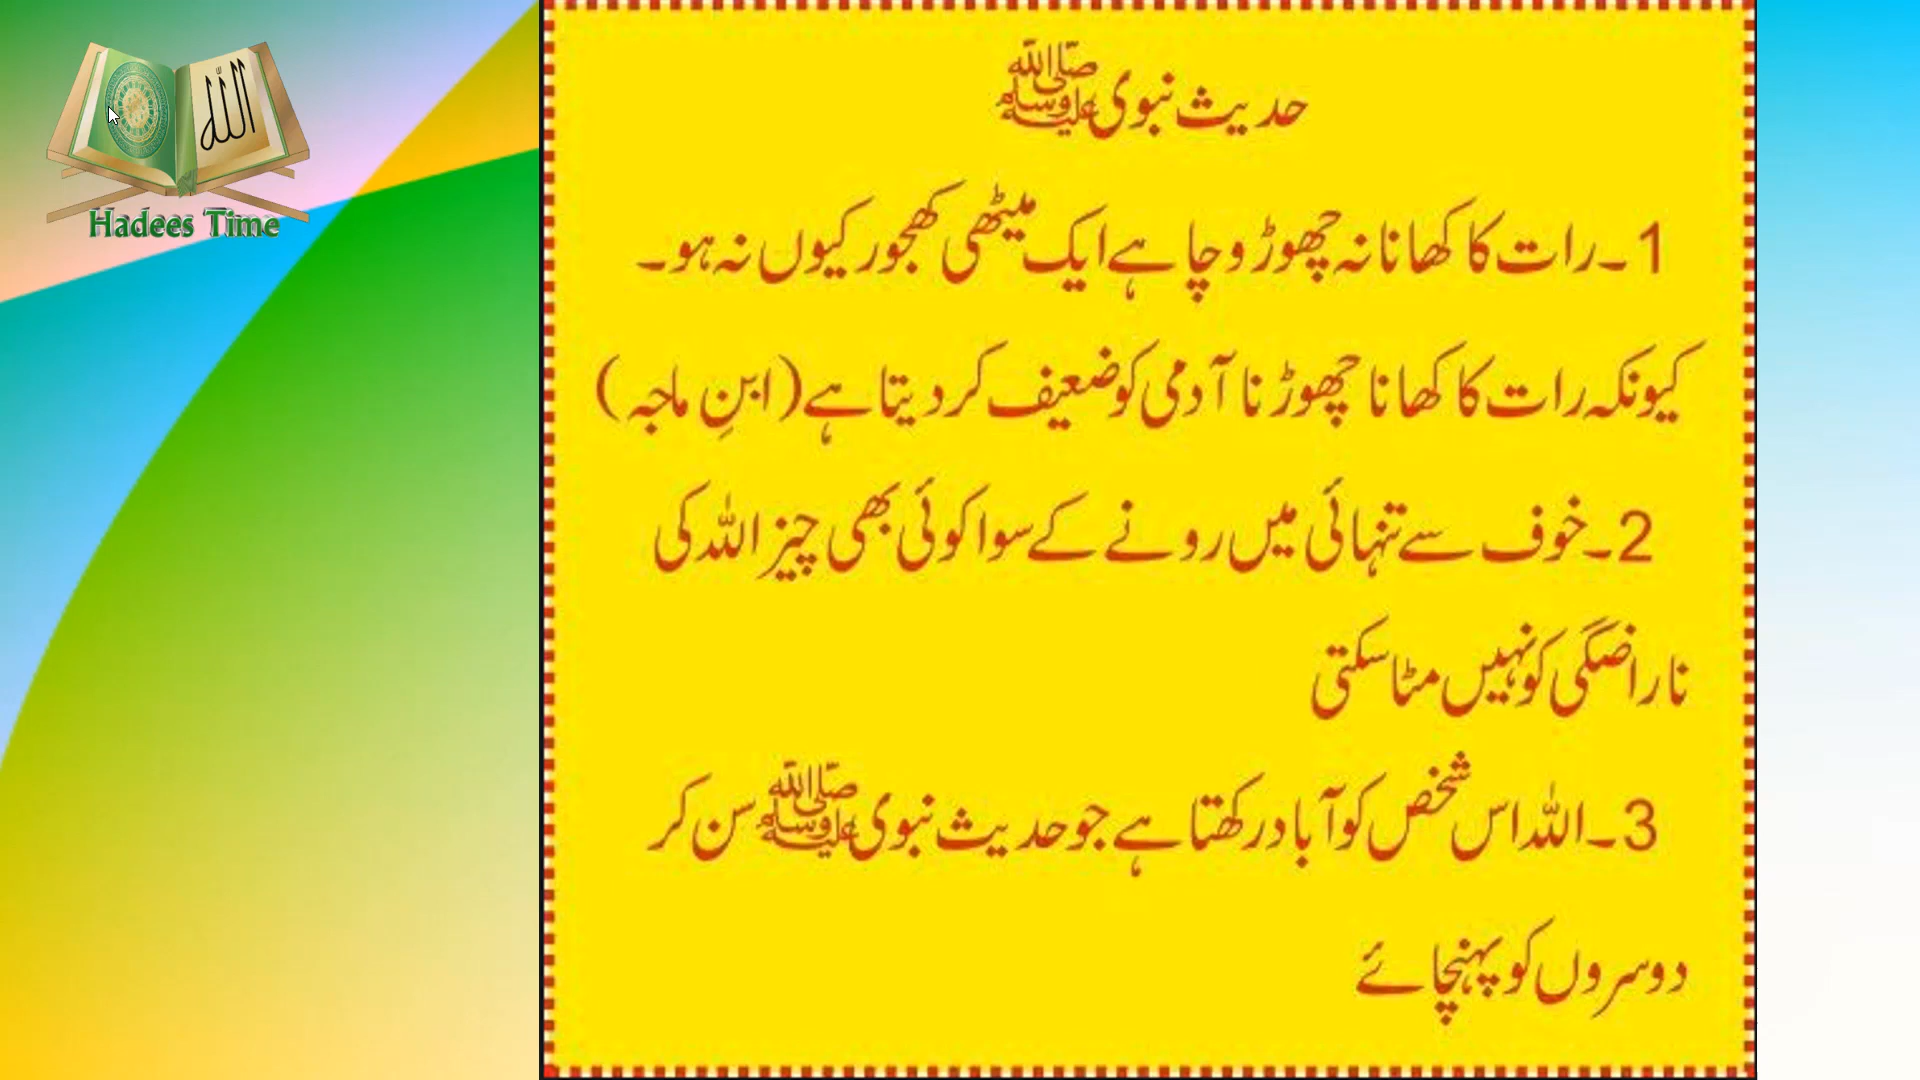 الله
Hadees Time
حدیث نبوی ﷺ
1۔رات کا کھانا نہ چھوڑو چاہے ایک میٹھی کھجور کیوں نہ ہو۔
کیونکہ رات کا کھانا چھوڑنا آدمی کو ضعیف کر دیتا ہے (ابنِ ماجہ)
2۔خوف سے تنہائی میں رونے کے سوا کوئی بھی چیز اللہ کی
ناراضگی کو نہیں مٹا سکتی
3۔اللہ اس شخص کو آباد رکھتا ہے جو حدیث نبوی ﷺ سن کر
دوسروں کو پہنچائے